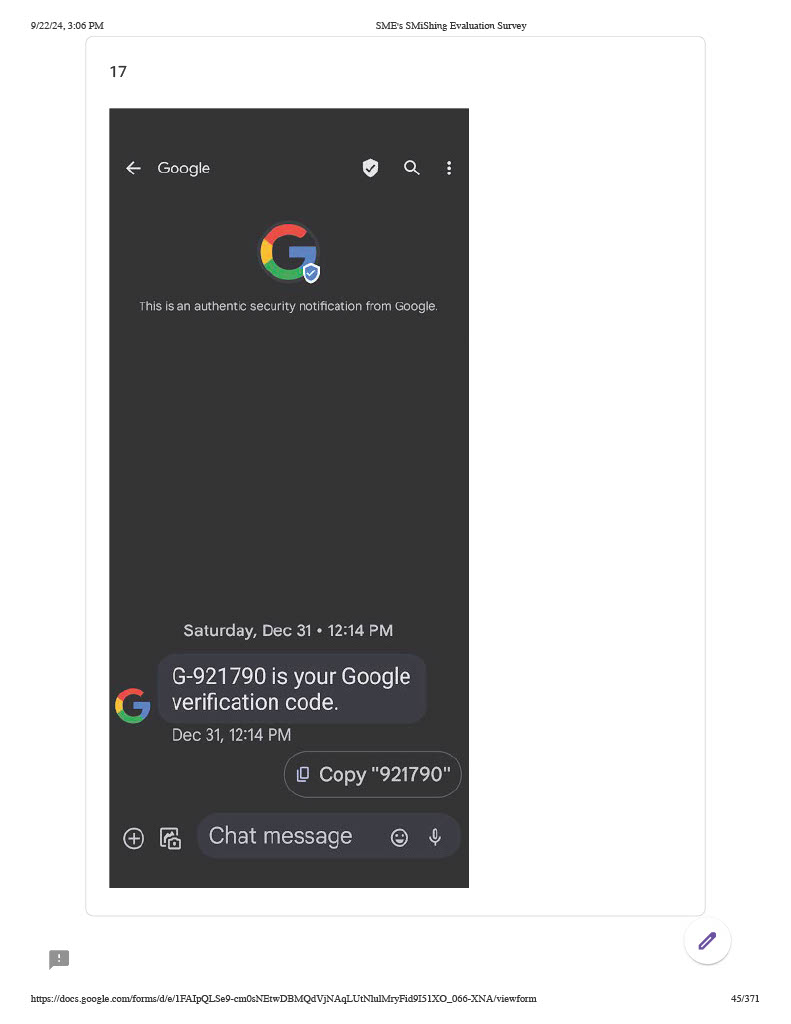 9/22/24, 3:06 PM
SME's SMiShing Evaluation Survey
17
Google
This is an authentic security notification from Google.
Saturday, Dec 31 • 12:14 PM
G-921790 is your Google
verification code.
Dec 31, 12:14 PM
Copy "921790"
Chat message
https://docs.google.com/forms/d/e/1FAIpQLSe9-cm0sNEtwDBMQdVjNAqLUtNlulMryFid9I51XO_066-XNA/viewform
45/371